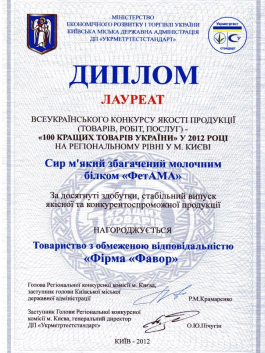 МІНІСТЕРСТВО
ЕКОНОМІЧНОГО РОЗВИТКУ І ТОРГІВЛІ УКРАЇНИ
КИЇВСЬКА МІСЬКА ДЕРЖАВНА АДМІНІСТРАЦІЯ
ДП «УКРМЕТРТЕСТСТАНДАРТ»
Укрметртест
стандарт
ДИПЛОМ
ЛАУРЕАТ
ВСЕУКРАЇНСЬКОГО КОНКУРСУ ЯКОСТІ ПРОДУКЦІЇ
(ТОВАРІВ, РОБІТ, ПОСЛУГ) -
«100 КРАЩИХ ТОВАРІВ УКРАЇНИ» У 2012 РОЦІ
НА РЕГІОНАЛЬНОМУ РІВНІ У М. КИЄВІ
Сир м'який збагачений молочним
білком «ФетАМА»
За досягнуті здобутки, стабільний випуск
якісної та конкурентоспроможної продукції
НАГОРОДЖУЄТЬСЯ
Товариство з обмеженою відповідальністю
«Фірма «Фавор»
Голова Регіональної конкурсної комісії м. Києва,
заступник голови Київської міської
державної адміністрації
Р.М.Крамаренко
Заступник Голови Регіональної конкурсної
комісії м. Києва, генеральний директор
ДП «Укрметртестстандарт»
О.Ю.Пічугін
КИЇВ - 2012